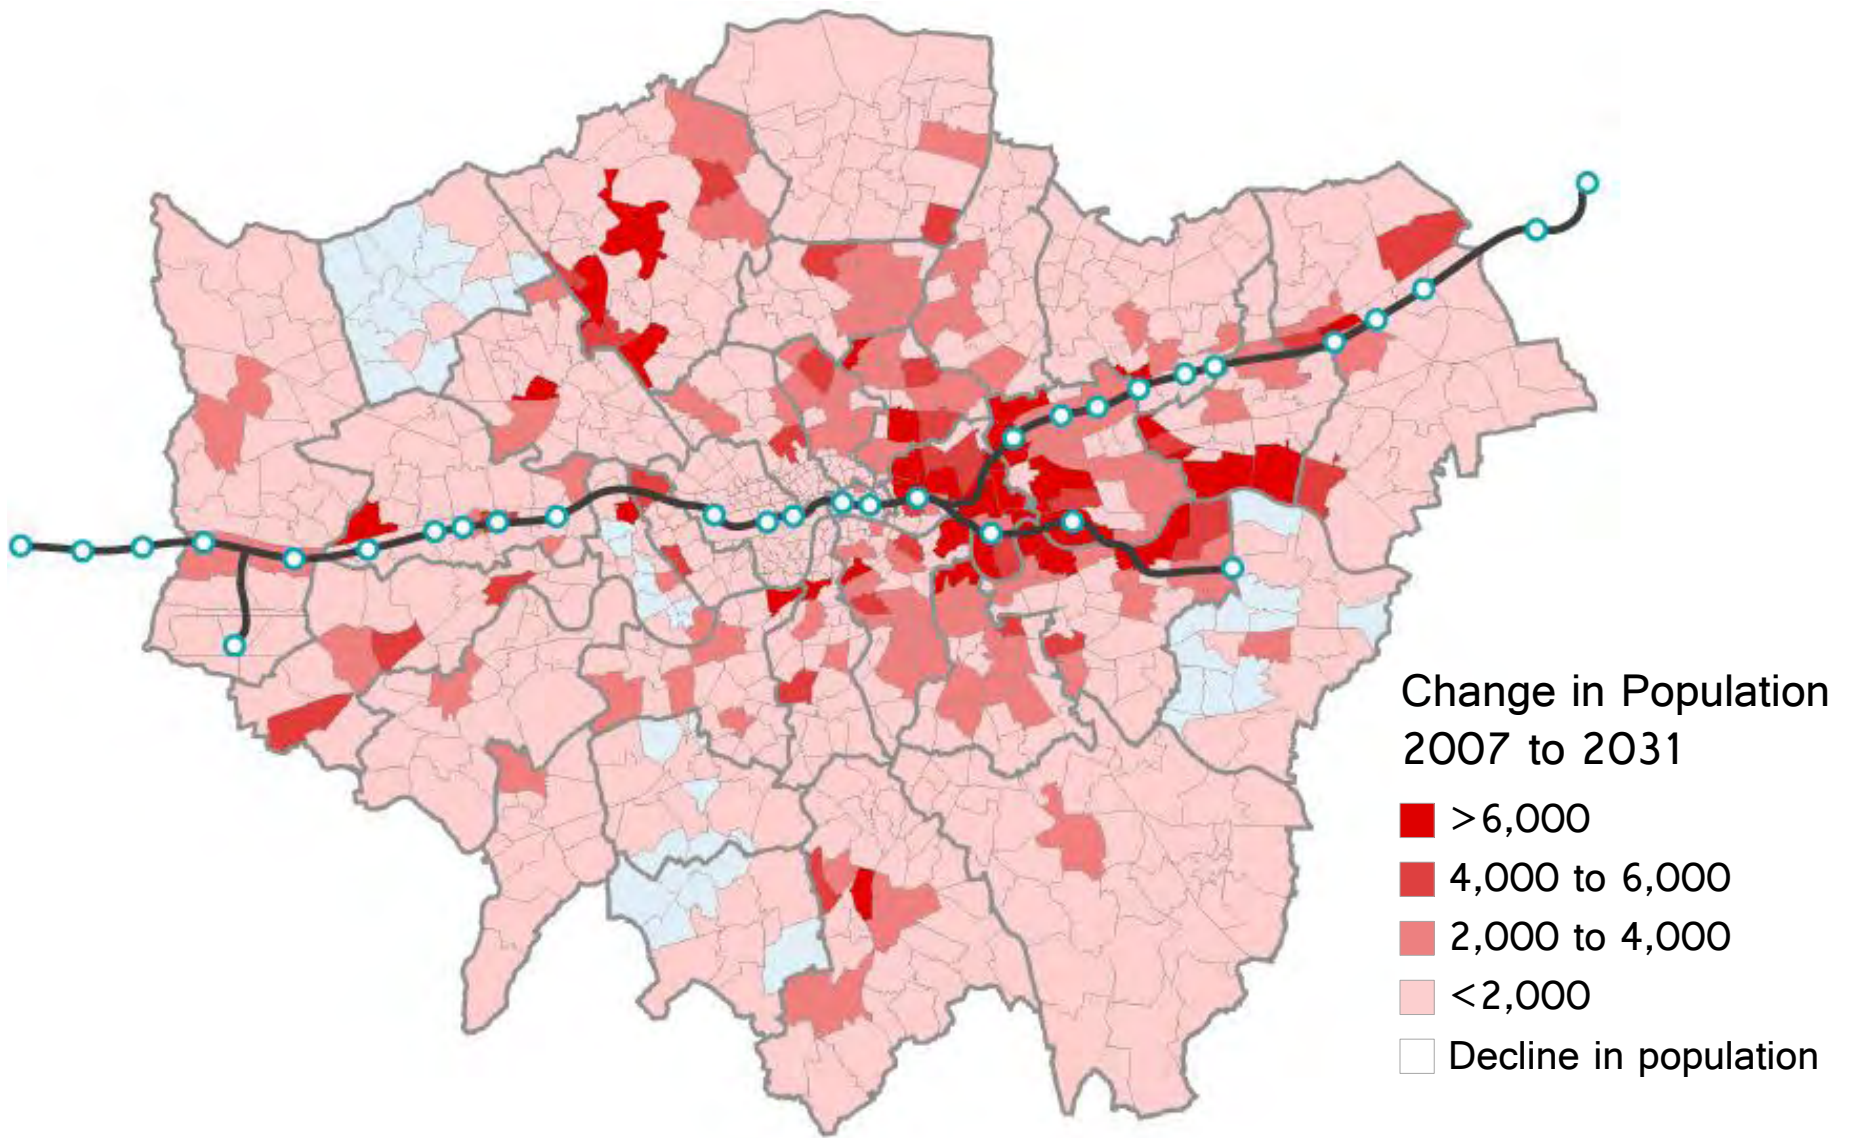 Change in Population
2007 to 2031
>6,000
4,000 to 6,000
2,000 to 4,000
<2,000
Decline in population